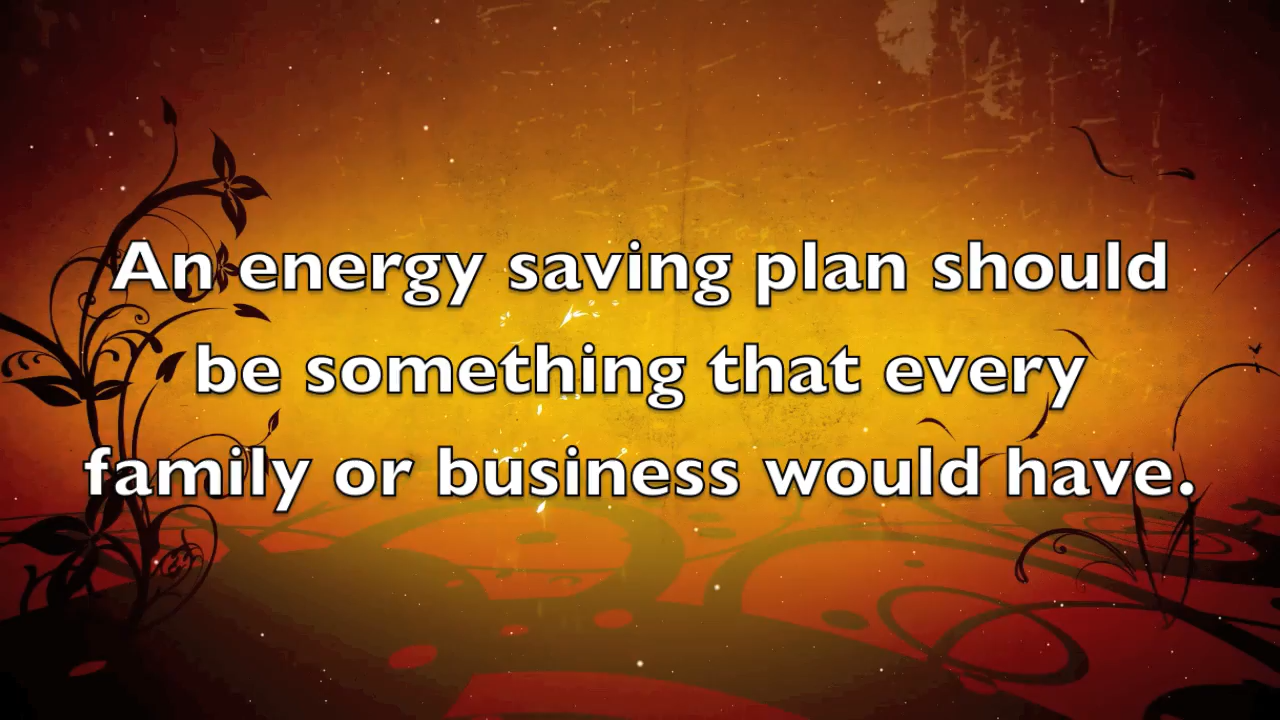 An energy saving plan should
be something that every
family or business would have.